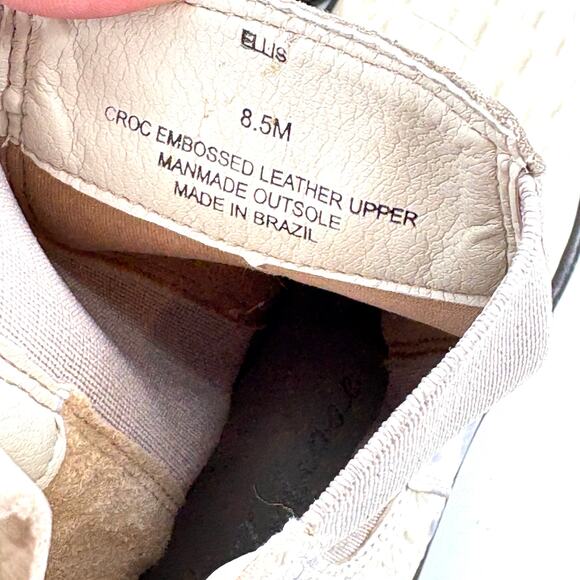 ELLIS
8.5M
CROC EMBOSSED LEATHER UPPER
MANMADE OUTSOLE
MADE IN BRAZIL